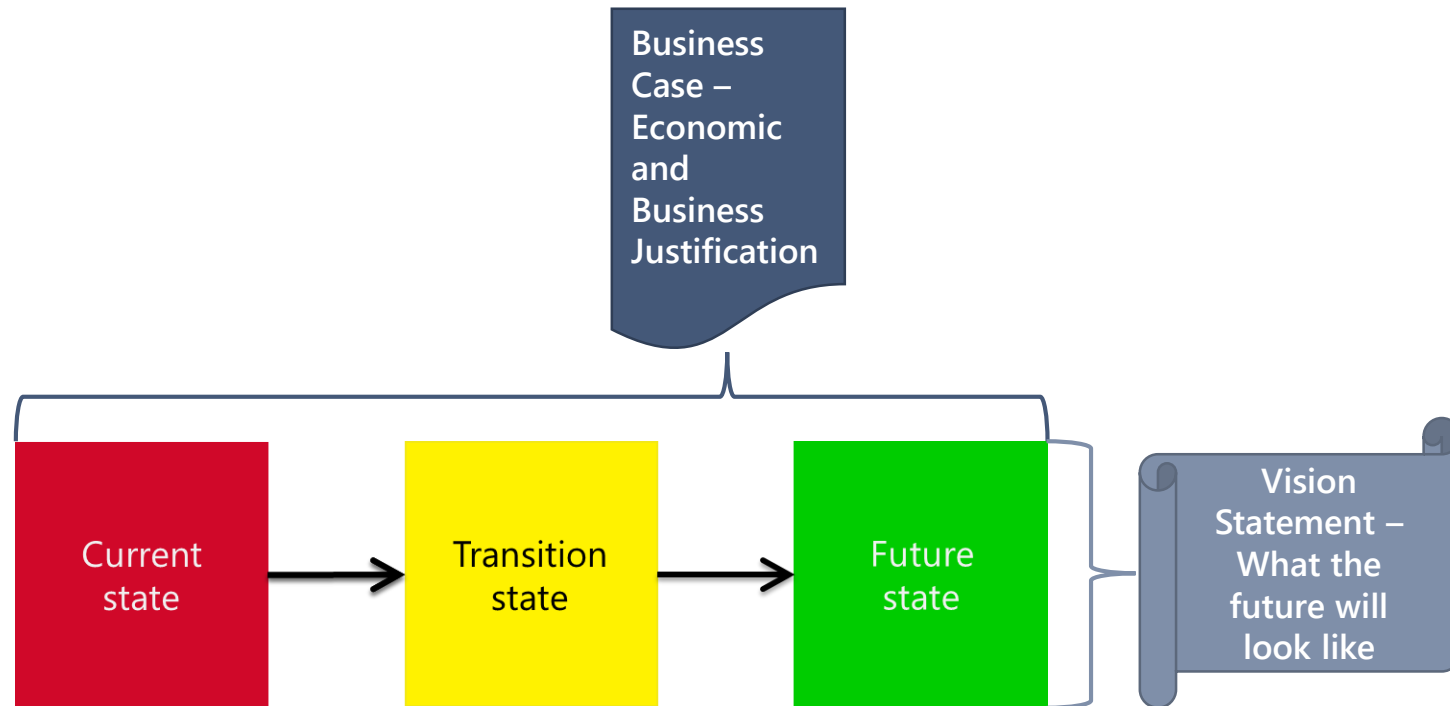 Business
Case –
Economic
and
Business
Justification
Current
state
Transition
state
Future
state
Vision
Statement –
What the
future will
look like